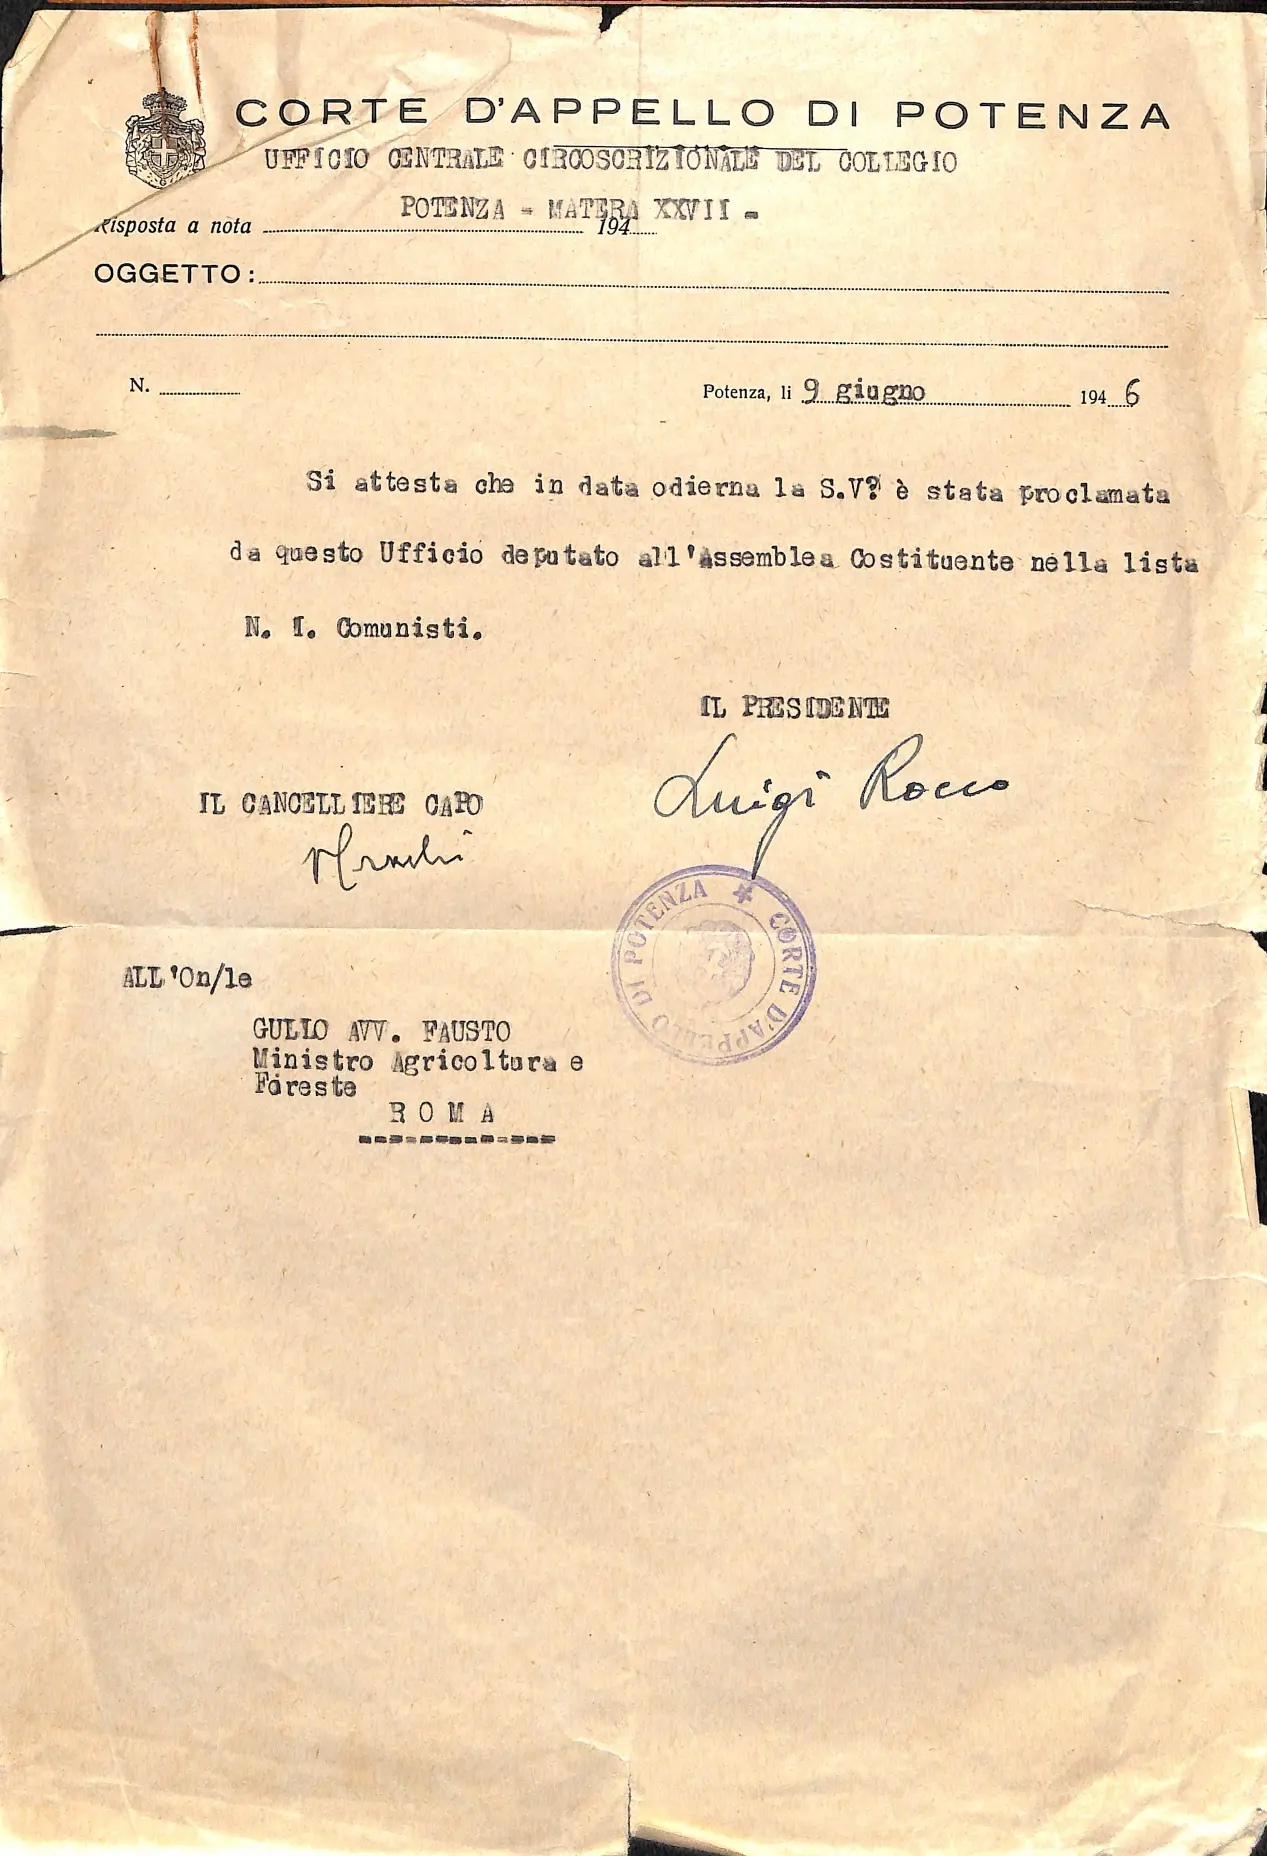 CORTE D'APPELLO DI POTENZA
UFFICIO CENTRALE CIRCOSCRIZIONALE DEL COLLEGIO
POTENZA - MATERA XXVII -
Risposta a nota 194
OGGETTO:
N.
Potenza, li 9 giugno 1946
Si attesta che in data odierna la S.V? è stata proclamata
da questo Ufficio deputato all'Assemblea Costituente nella lista
N. I. Comunisti.
IL PRESIDENTE
Luigi Rocco
IL CANCELLIERE CAPO
CORTE D'APPELLO DI POTENZA
ALL'On/le
GULLO AVV. FAUSTO
Ministro Agricoltura e
Foreste
R O M A